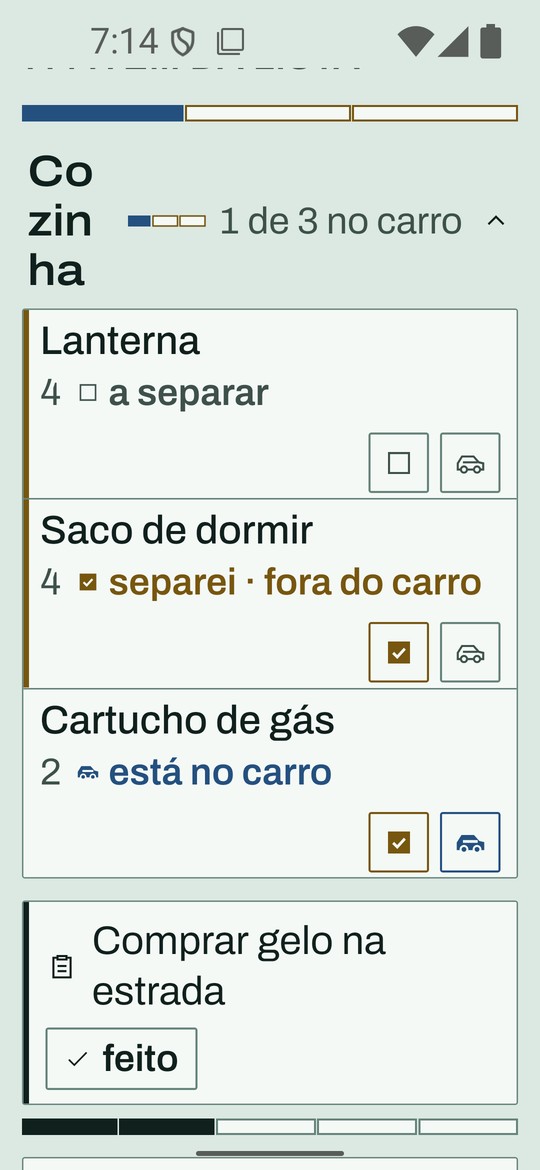 7:14
Co
zin
ha
1 de 3 no carro
Lanterna
4 a separar
Saco de dormir
4 separei · fora do carro
Cartucho de gás
2 está no carro
Comprar gelo na
estrada
feito